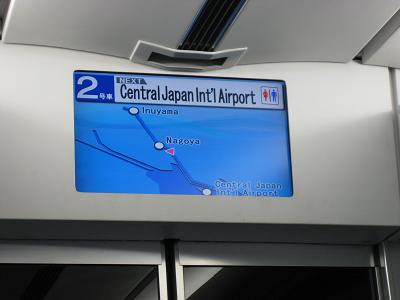 2号車
NEXT
Central Japan Int'l Airport
Inuyama
Nagoya
Central Japan
Int'l Airport